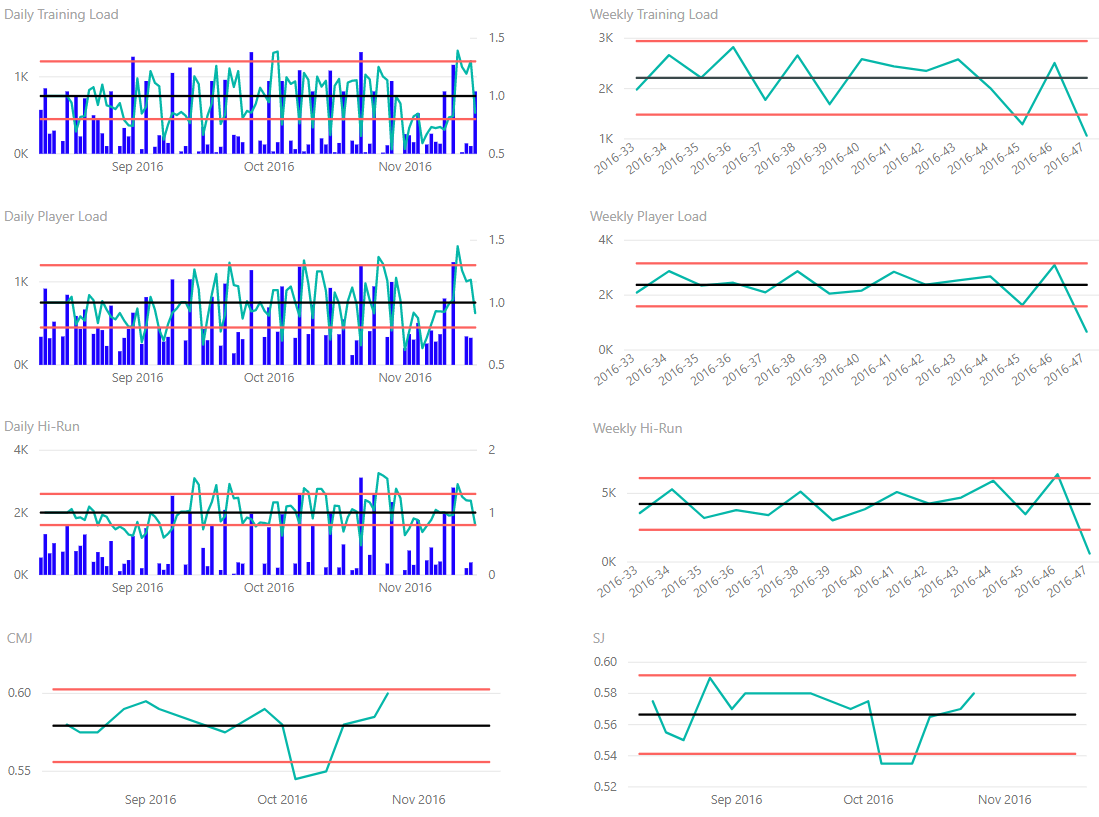 Daily Training Load
1.5
1K
1.0
0K
0.5
Sep 2016 Oct 2016 Nov 2016
Weekly Training Load
3K
2K
1K
2016-33 2016-34 2016-35 2016-36 2016-37 2016-38 2016-39 2016-40 2016-41 2016-42 2016-43 2016-44 2016-45 2016-46 2016-47
Daily Player Load
1.5
1K
1.0
0K
0.5
Sep 2016 Oct 2016 Nov 2016
Weekly Player Load
4K
2K
0K
2016-33 2016-34 2016-35 2016-36 2016-37 2016-38 2016-39 2016-40 2016-41 2016-42 2016-43 2016-44 2016-45 2016-46 2016-47
Daily Hi-Run
4K 2
2K 1
0K 0
Sep 2016 Oct 2016 Nov 2016
Weekly Hi-Run
5K
0K
2016-33 2016-34 2016-35 2016-36 2016-37 2016-38 2016-39 2016-40 2016-41 2016-42 2016-43 2016-44 2016-45 2016-46 2016-47
CMJ
0.60
0.55
Sep 2016 Oct 2016 Nov 2016
SJ
0.60
0.58
0.56
0.54
0.52
Sep 2016 Oct 2016 Nov 2016